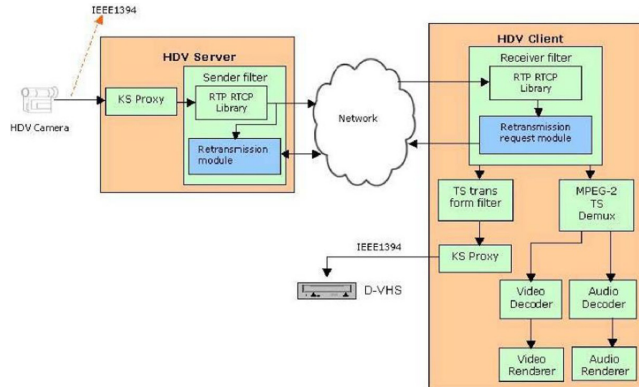 IEEE1394
HDV Server
Sender filter
RTP RTCP
Library
KS Proxy
HDV Camera
Retransmission
module
Network
HDV Client
Receiver filter
RTP RTCP
Library
Retransmission
request module
TS trans
form filter
MPEG-2
TS
Demux
IEEE1394
KS Proxy
D-VHS
Video
Decoder
Audio
Decoder
Video
Renderer
Audio
Renderer